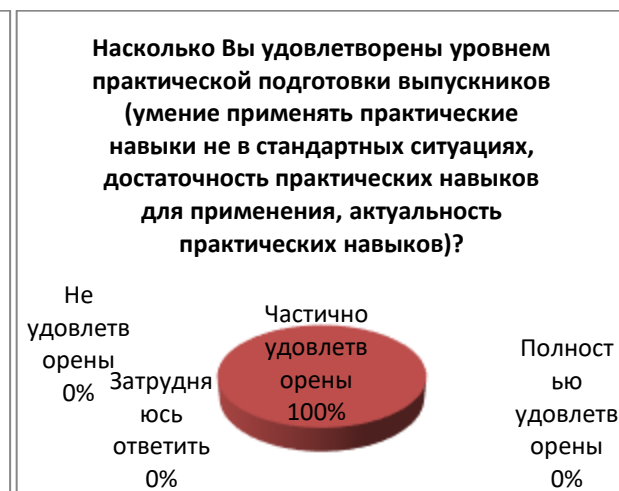 Насколько Вы удовлетворены уровнем
практической подготовки выпускников
(умение применять практические
навыки не в стандартных ситуациях,
достаточность практических навыков
для применения, актуальность
практических навыков)?
Не
удовлетв
орены
0%
Затрудня
юсь
ответить
0%
Частично
удовлетв
орены
100%
Полност
ью
удовлетв
орены
0%